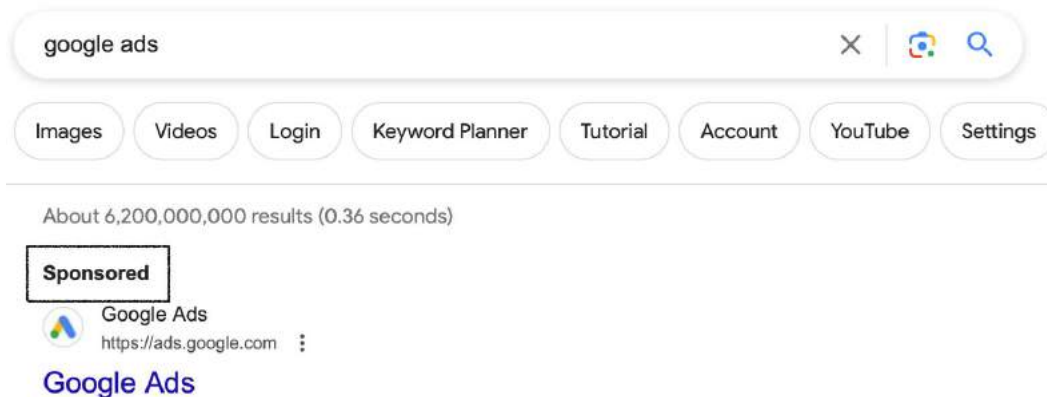 google ads
Images Videos Login Keyword Planner Tutorial Account YouTube Settings
About 6,200,000,000 results (0.36 seconds)
Sponsored
Google Ads
https://ads.google.com
Google Ads